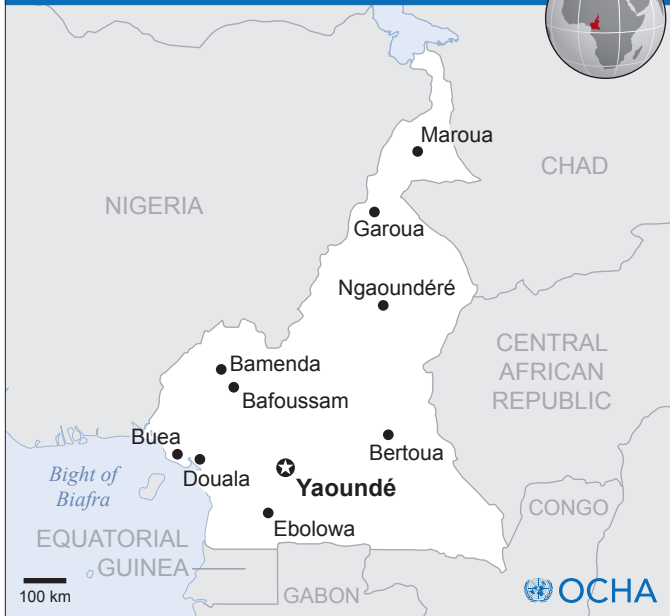 Maroua
CHAD
NIGERIA
Garoua
Ngaoundéré
CENTRAL
AFRICAN
REPUBLIC
Bamenda
Bafoussam
Buea
Bertoua
Douala
Bight of
Biafra
Yaoundé
CONGO
Ebolowa
EQUATORIAL
GUINEA
GABON
100 km
OCHA